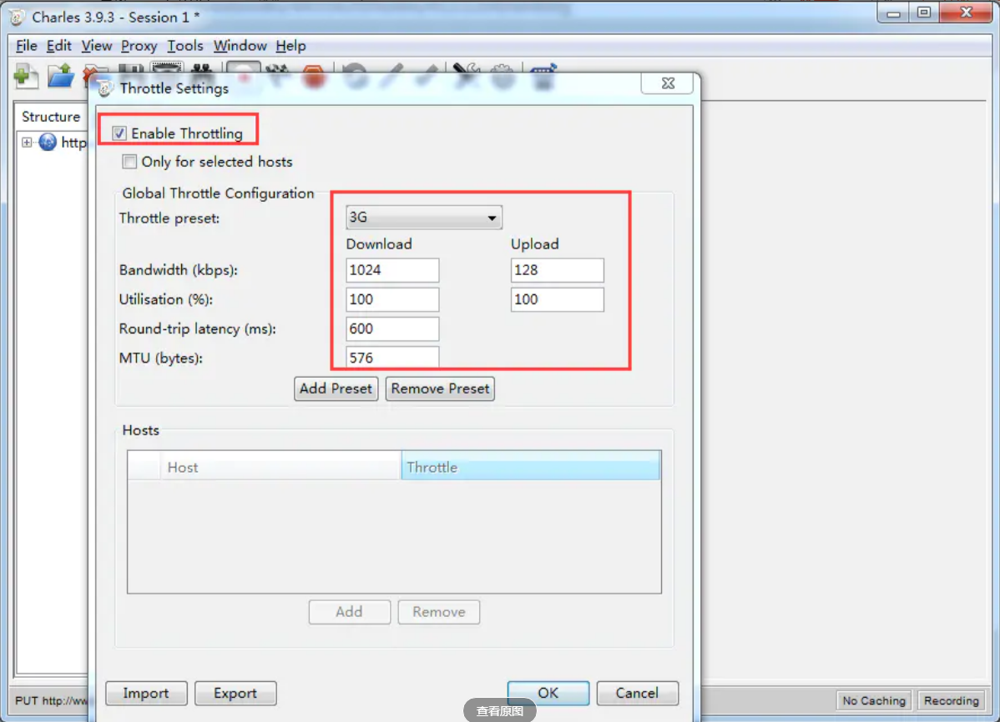 Charles 3.9.3 - Session 1 *
File Edit View Proxy Tools Window Help
Throttle Settings
Structure
http
Enable Throttling
Only for selected hosts
Global Throttle Configuration
Throttle preset: 3G
Download Upload
Bandwidth (kbps): 1024 128
Utilisation (%): 100 100
Round-trip latency (ms): 600
MTU (bytes): 576
Add Preset Remove Preset
Hosts
Host Throttle
Add Remove
Import Export OK Cancel
PUT http://ww No Caching Recording
查看原图